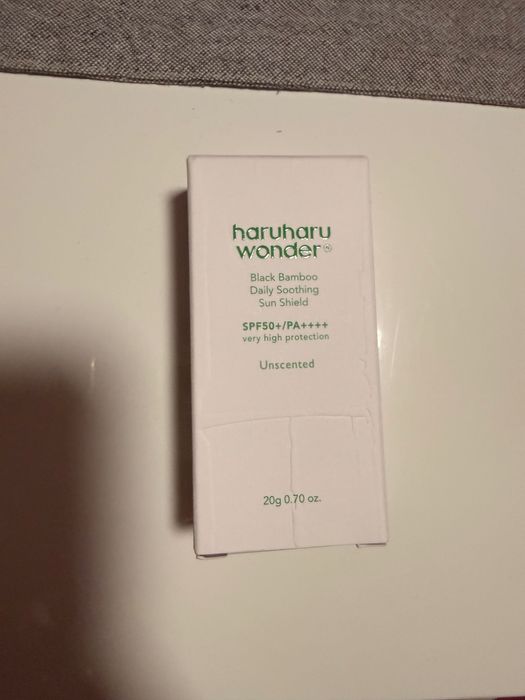 haruharu
wonder®
Black Bamboo
Daily Soothing
Sun Shield
SPF50+/PA++++
very high protection
Unscented
20g 0.70 oz.